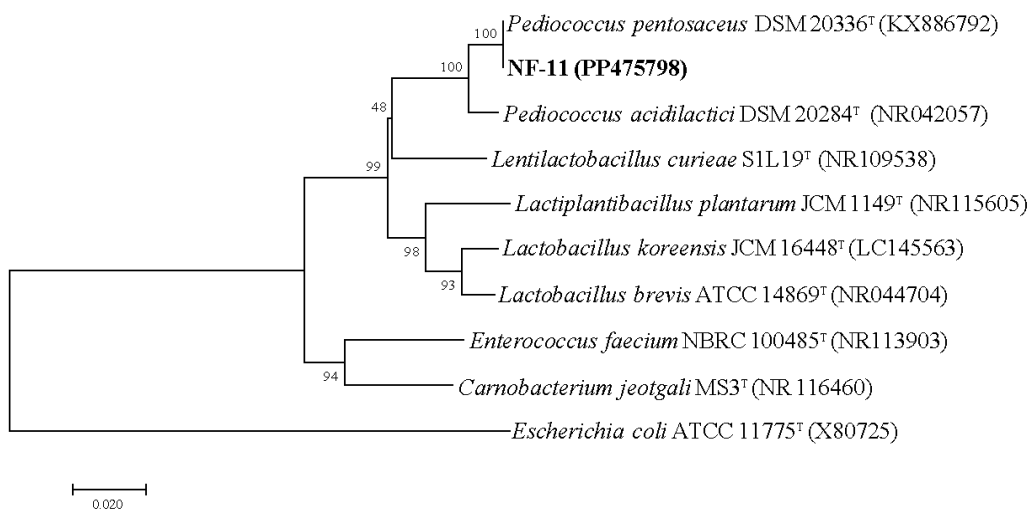 Pediococcus pentosaceus DSM 20336ᵀ (KX886792)
100
NF-11 (PP475798)
100
Pediococcus acidilactici DSM 20284ᵀ (NR042057)
48
Lentilactobacillus curieae S1L19ᵀ (NR109538)
99
Lactiplantibacillus plantarum JCM 1149ᵀ (NR115605)
98
Lactobacillus koreensis JCM 16448ᵀ (LC145563)
93
Lactobacillus brevis ATCC 14869ᵀ (NR044704)
Enterococcus faecium NBRC 100485ᵀ (NR113903)
94
Carnobacterium jeotgali MS3ᵀ (NR 116460)
Escherichia coli ATCC 11775ᵀ (X80725)
0.020